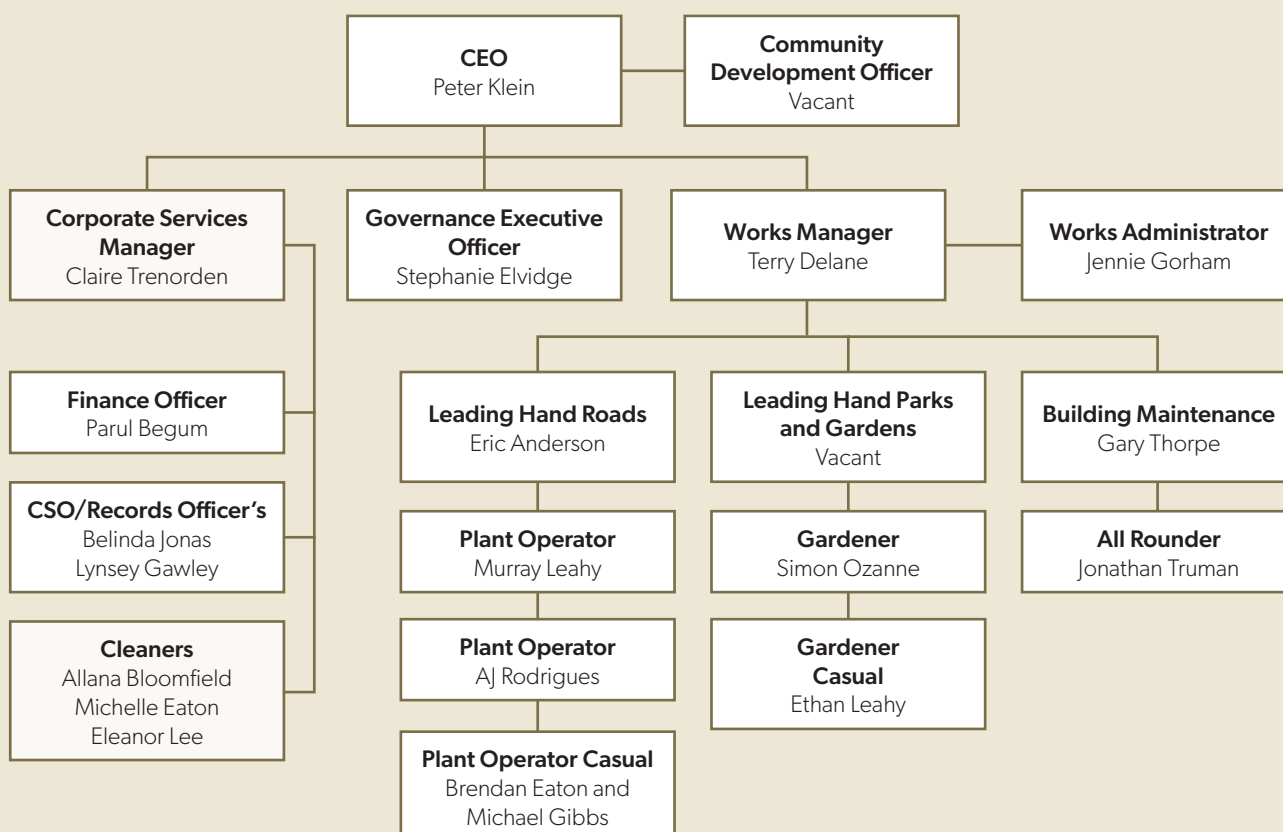 CEO
Peter Klein
Community
Development Officer
Vacant
Corporate Services
Manager
Claire Trenorden
Governance Executive
Officer
Stephanie Elvidge
Works Manager
Terry Delane
Works Administrator
Jennie Gorham
Finance Officer
Parul Begum
CSO/Records Officer's
Belinda Jonas
Lynsey Gawley
Cleaners
Allana Bloomfield
Michelle Eaton
Eleanor Lee
Leading Hand Roads
Eric Anderson
Plant Operator
Murray Leahy
Plant Operator
AJ Rodrigues
Plant Operator Casual
Brendan Eaton and
Michael Gibbs
Leading Hand Parks
and Gardens
Vacant
Gardener
Simon Ozanne
Gardener
Casual
Ethan Leahy
Building Maintenance
Gary Thorpe
All Rounder
Jonathan Truman